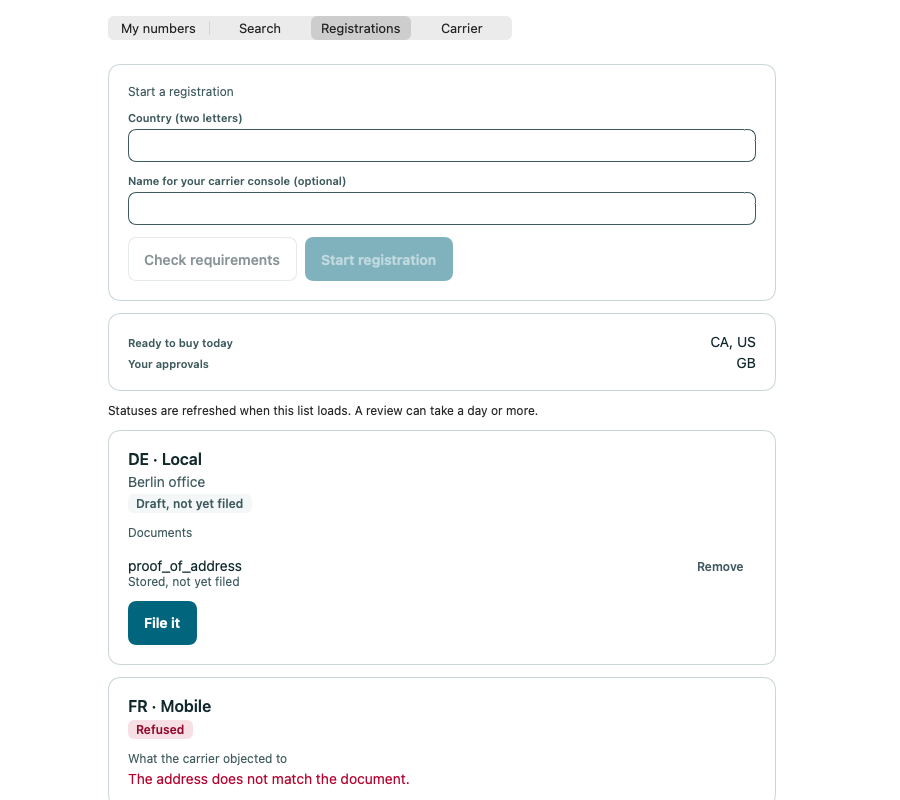 My numbers
Search
Registrations
Carrier
Start a registration
Country (two letters)
Name for your carrier console (optional)
Check requirements
Start registration
Ready to buy today
CA, US
Your approvals
GB
Statuses are refreshed when this list loads. A review can take a day or more.
DE · Local
Berlin office
Draft, not yet filed
Documents
proof_of_address
Remove
Stored, not yet filed
File it
FR · Mobile
Refused
What the carrier objected to
The address does not match the document.